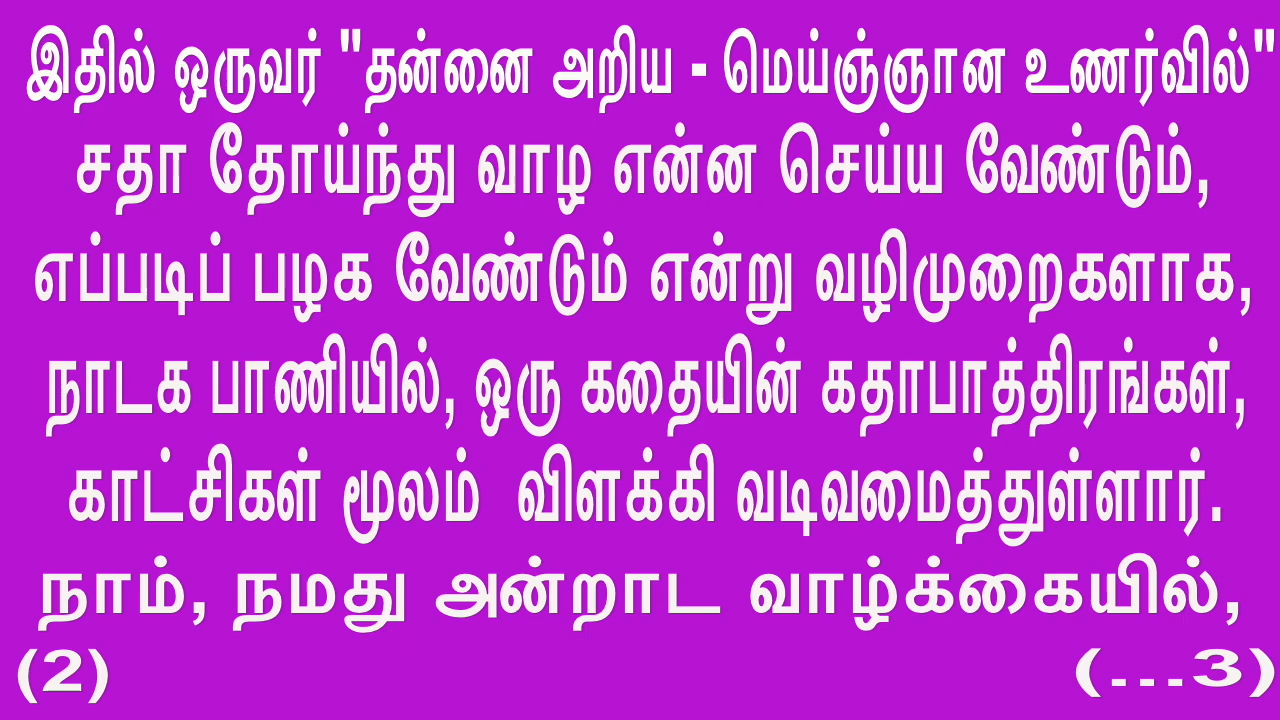 இதில் ஒருவர் "தன்னை அறிய - மெய்ஞ்ஞான உணர்வில்"
சதா தோய்ந்து வாழ என்ன செய்ய வேண்டும்,
எப்படிப் பழக வேண்டும் என்று வழிமுறைகளாக,
நாடக பாணியில், ஒரு கதையின் கதாபாத்திரங்கள்,
காட்சிகள் மூலம் விளக்கி வடிவமைத்துள்ளார்.
நாம், நமது அன்றாட வாழ்க்கையில்,
(2) (---3)